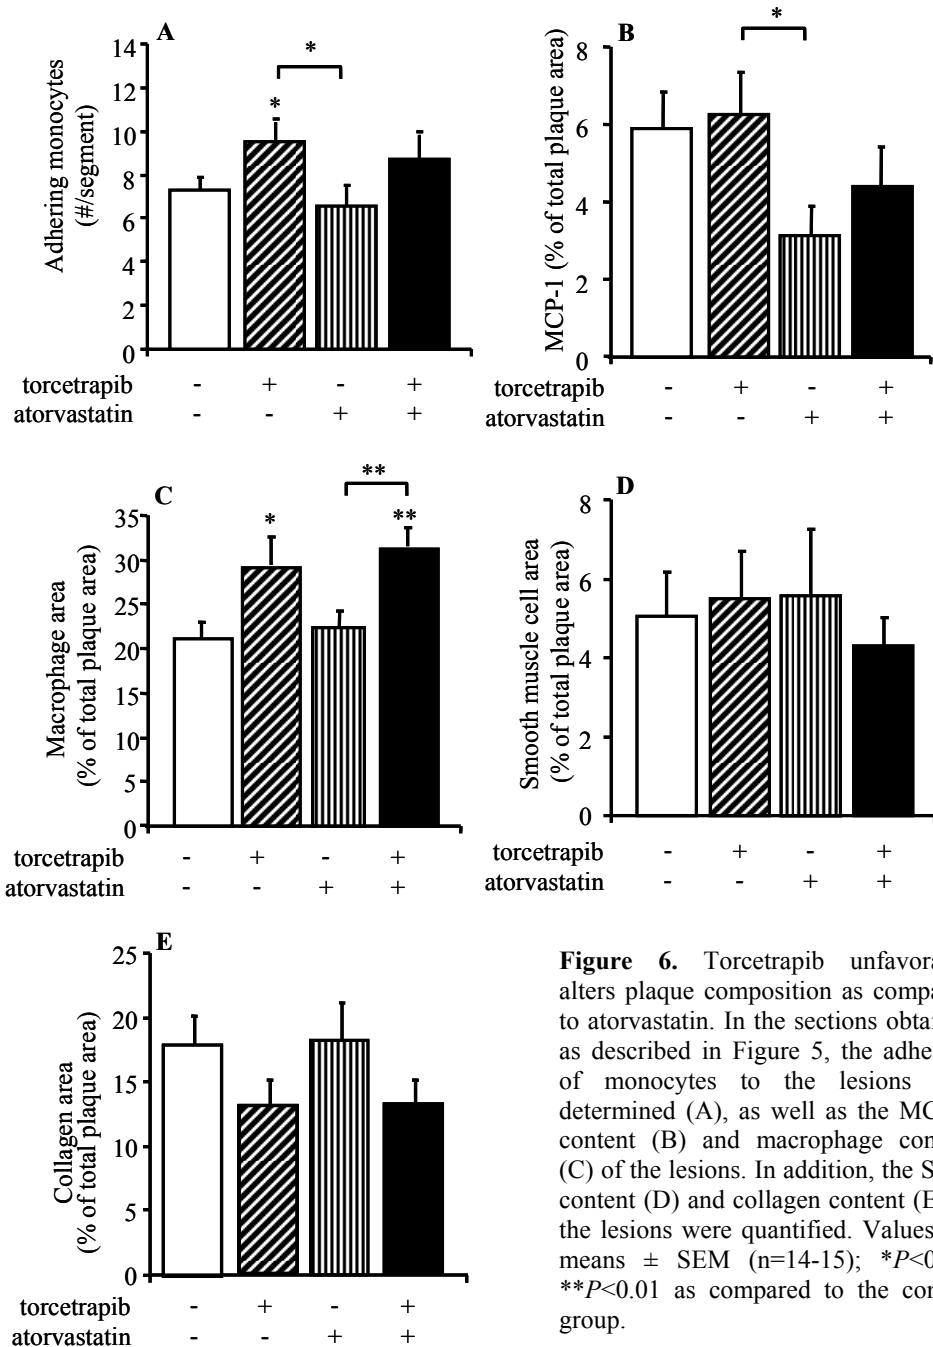 A
*
*
14
12
10
8
6
4
2
0
Adhering monocytes
(#/segment)
torcetrapib - + - +
atorvastatin - - + +
B
*
8
6
4
2
0
MCP-1 (% of total plaque area)
torcetrapib - + - +
atorvastatin - - + +
C
**
*
**
35
30
25
20
15
10
5
0
Macrophage area
(% of total plaque area)
torcetrapib - + - +
atorvastatin - - + +
D
8
6
4
2
0
Smooth muscle cell area
(% of total plaque area)
torcetrapib - + - +
atorvastatin - - + +
E
25
20
15
10
5
0
Collagen area
(% of total plaque area)
torcetrapib - + - +
atorvastatin - - + +
Figure 6. Torcetrapib unfavora
alters plaque composition as compa
to atorvastatin. In the sections obtai
as described in Figure 5, the adhe
of monocytes to the lesions
determined (A), as well as the MC
content (B) and macrophage con
(C) of the lesions. In addition, the S
content (D) and collagen content (E
the lesions were quantified. Values
means ± SEM (n=14-15); *P<0
**P<0.01 as compared to the con
group.